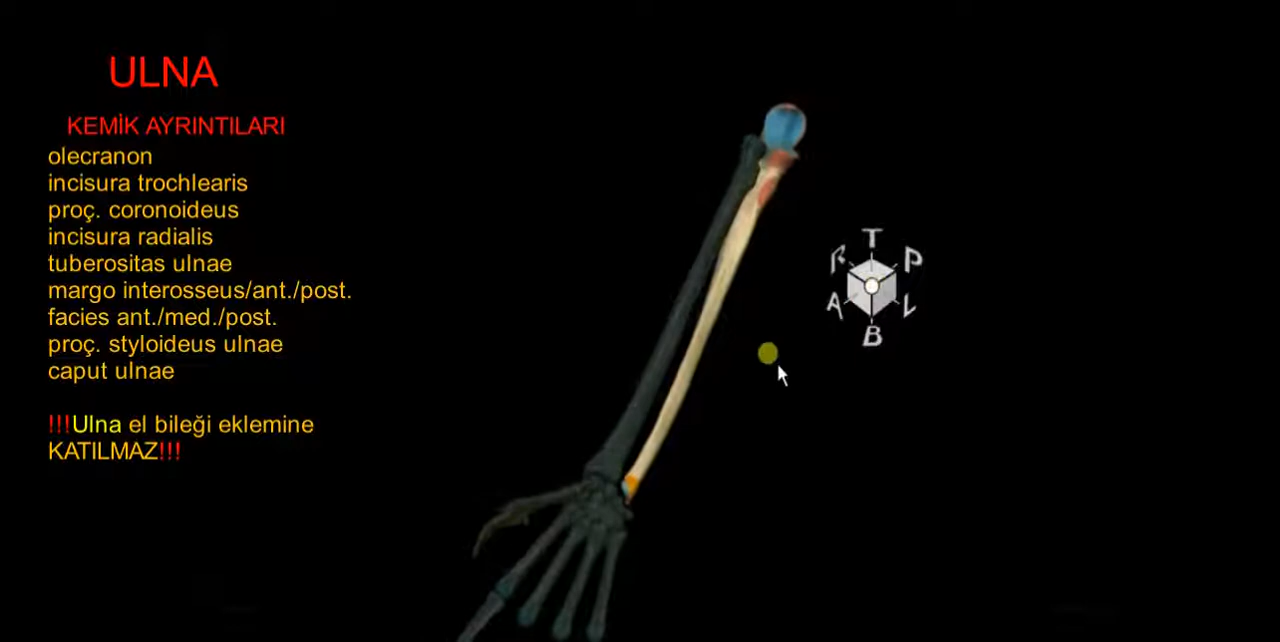 ULNA
KEMİK AYRINTILARI
olecranon
incisura trochlearis
proç. coronoideus
incisura radialis
tuberositas ulnae
margo interosseus/ant./post.
facies ant./med./post.
proç. styloideus ulnae
caput ulnae
!!!Ulna el bileği eklemine
KATILMAZ!!!
T
R P
A L
B